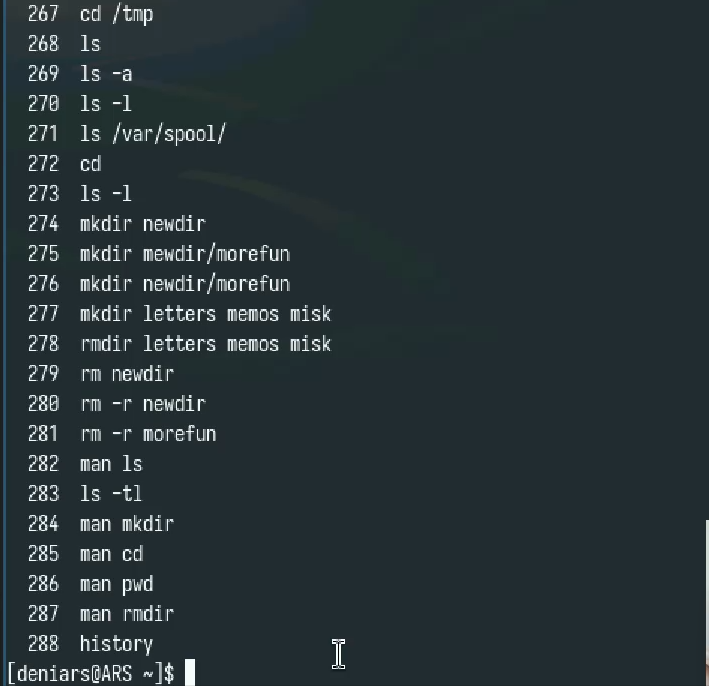 267 cd /tmp
268 ls
269 ls -a
270 ls -l
271 ls /var/spool/
272 cd
273 ls -l
274 mkdir newdir
275 mkdir mewdir/morefun
276 mkdir newdir/morefun
277 mkdir letters memos misk
278 rmdir letters memos misk
279 rm newdir
280 rm -r newdir
281 rm -r morefun
282 man ls
283 ls -tl
284 man mkdir
285 man cd
286 man pwd
287 man rmdir
288 history
[deniars@ARS ~]$